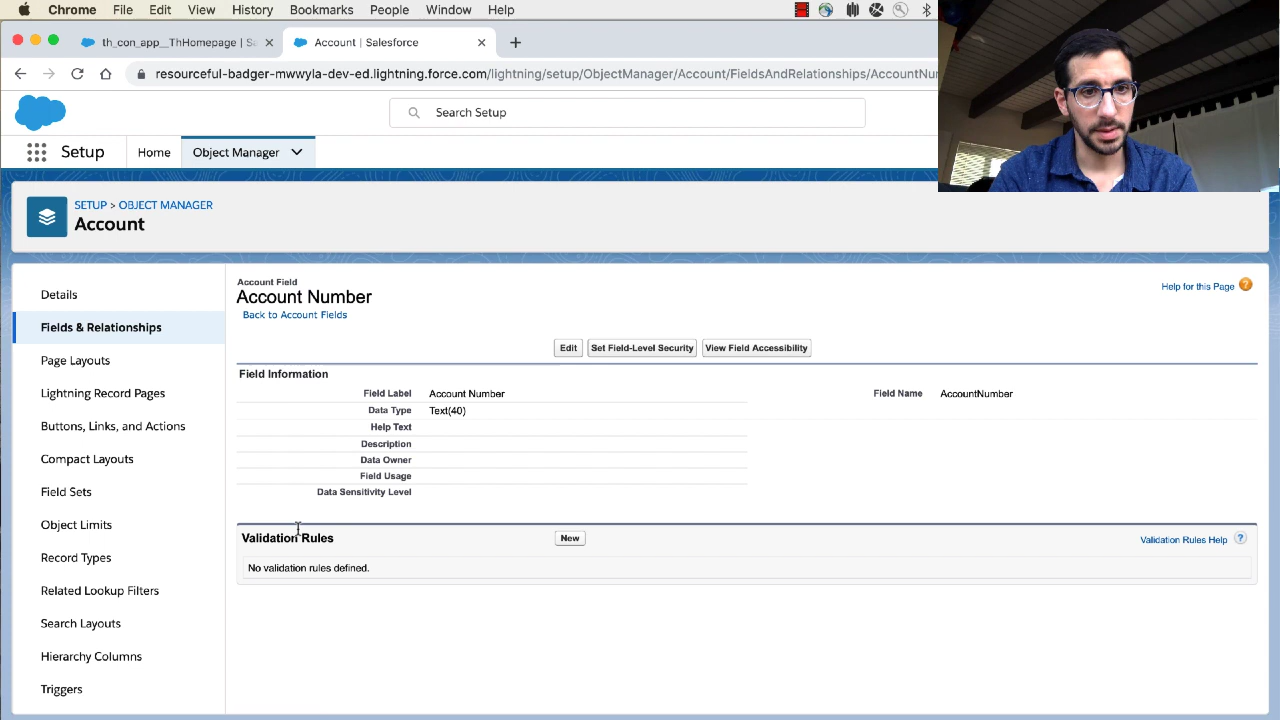 Chrome File Edit View History Bookmarks People Window Help
th_con_app__ThHomepage | Sa
Account | Salesforce
resourceful-badger-mwwyla-dev-ed.lightning.force.com/lightning/setup/ObjectManager/Account/FieldsAndRelationships/AccountNu
Search Setup
Setup Home Object Manager
SETUP > OBJECT MANAGER
Account
Details
Fields & Relationships
Page Layouts
Lightning Record Pages
Buttons, Links, and Actions
Compact Layouts
Field Sets
Object Limits
Record Types
Related Lookup Filters
Search Layouts
Hierarchy Columns
Triggers
Account Field
Account Number
Back to Account Fields
Help for this Page ?
Edit Set Field-Level Security View Field Accessibility
Field Information
Field Label Account Number Field Name AccountNumber
Data Type Text(40)
Help Text
Description
Data Owner
Field Usage
Data Sensitivity Level
Validation Rules New Validation Rules Help ?
No validation rules defined.